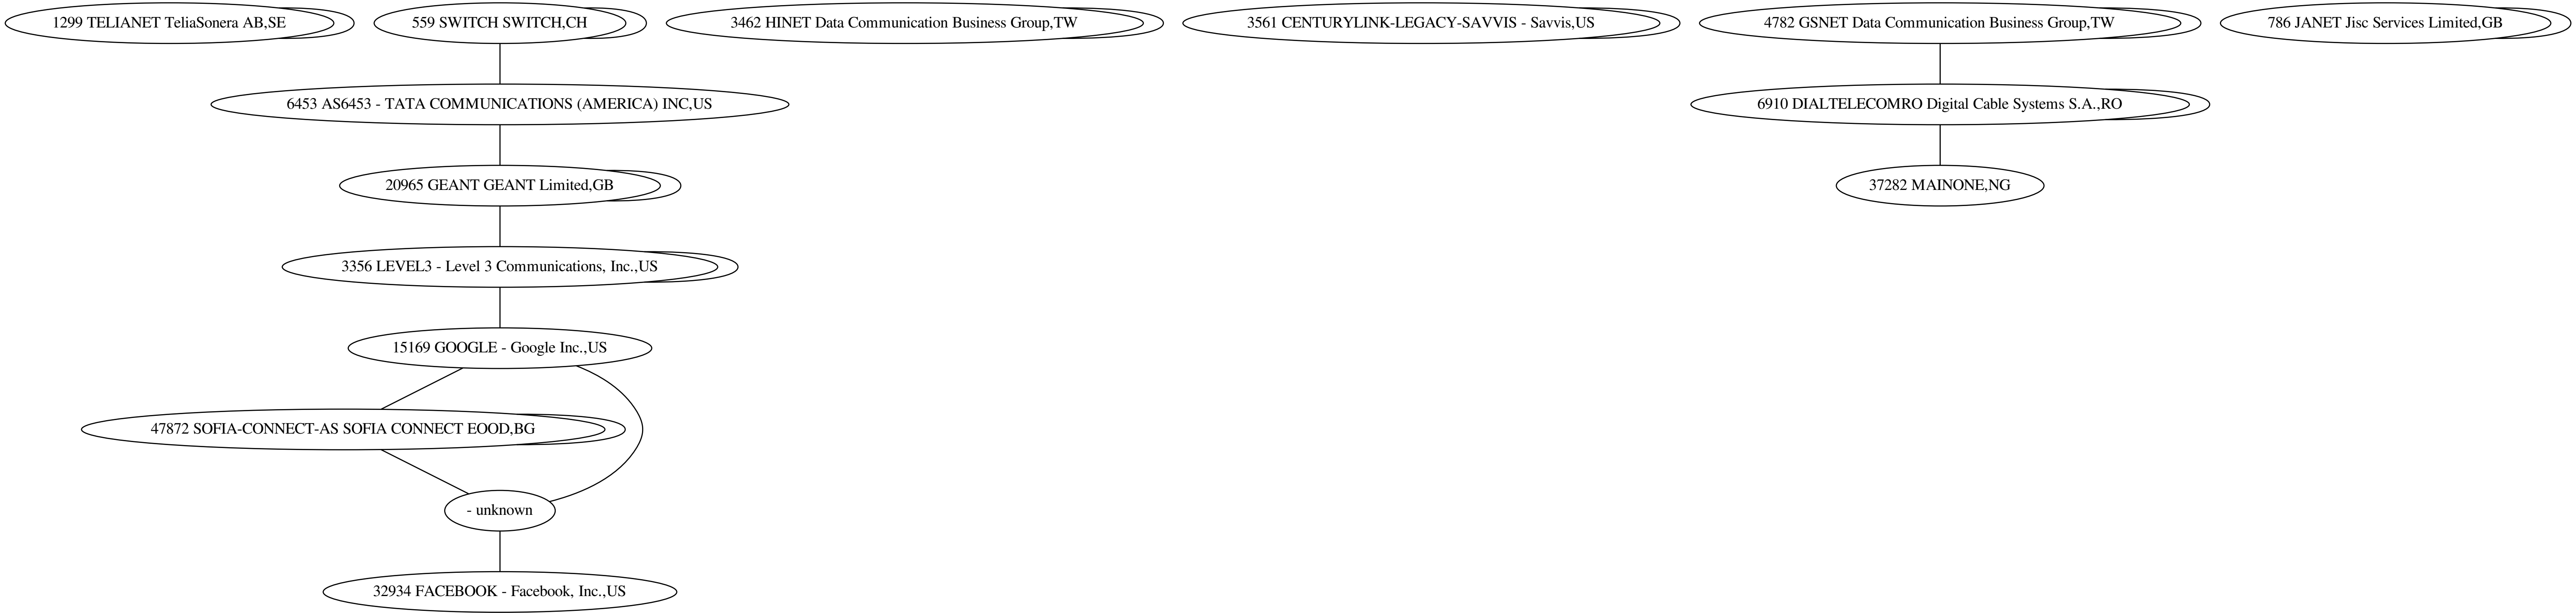 1299 TELIANET TeliaSonera AB,SE
559 SWITCH SWITCH,CH
3462 HINET Data Communication Business Group,TW
3561 CENTURYLINK-LEGACY-SAVVIS - Savvis,US
4782 GSNET Data Communication Business Group,TW
786 JANET Jisc Services Limited,GB
6453 AS6453 - TATA COMMUNICATIONS (AMERICA) INC,US
6910 DIALTELECOMRO Digital Cable Systems S.A.,RO
20965 GEANT GEANT Limited,GB
37282 MAINONE,NG
3356 LEVEL3 - Level 3 Communications, Inc.,US
15169 GOOGLE - Google Inc.,US
47872 SOFIA-CONNECT-AS SOFIA CONNECT EOOD,BG
- unknown
32934 FACEBOOK - Facebook, Inc.,US